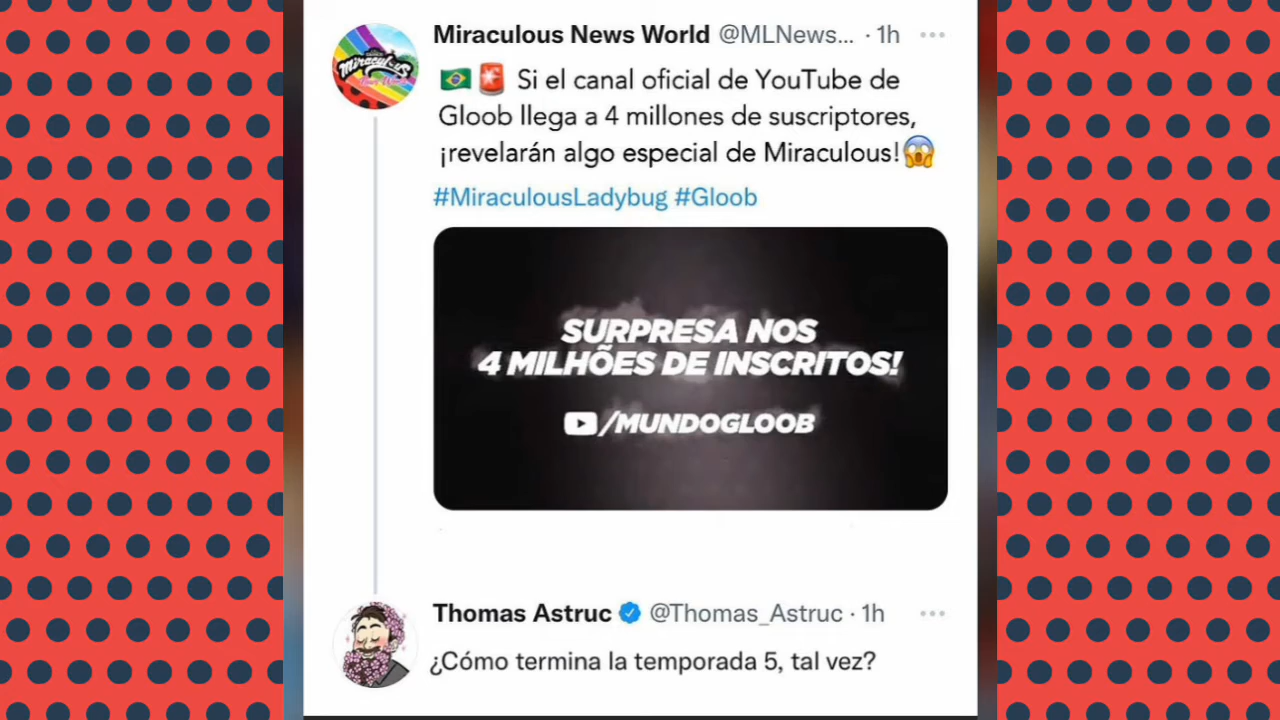 Miraculous News World @MLNews... · 1h
🇧🇷🚨 Si el canal oficial de YouTube de
Gloob llega a 4 millones de suscriptores,
¡revelarán algo especial de Miraculous!😱
#MiraculousLadybug #Gloob
SURPRESA NOS
4 MILHÕES DE INSCRITOS!
/MUNDOGLOOB
Thomas Astruc @Thomas_Astruc · 1h
¿Cómo termina la temporada 5, tal vez?
Miraculous